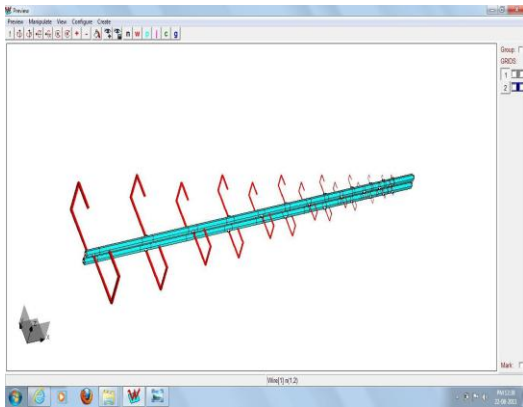 Preview
Preview Manipulate View Configure Create
n w p j c g
Group:
GRIDS:
1
2
Mark:
Wire[1] n(1,2)